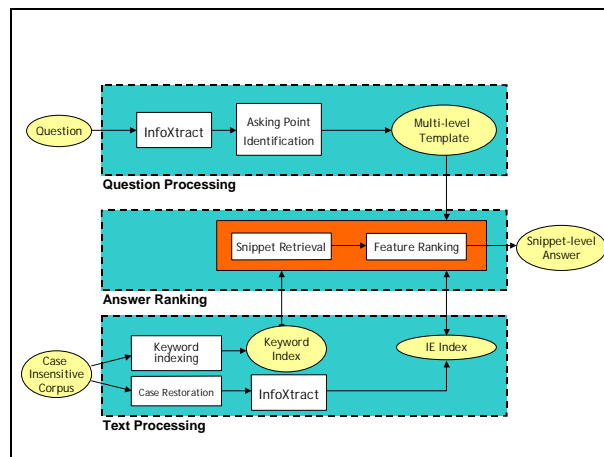 Question
InfoXtract
Asking Point
Identification
Multi-level
Template
Question Processing
Snippet Retrieval
Feature Ranking
Snippet-level
Answer
Answer Ranking
Case
Insensitive
Corpus
Keyword
indexing
Keyword
Index
IE Index
Case Restoration
InfoXtract
Text Processing